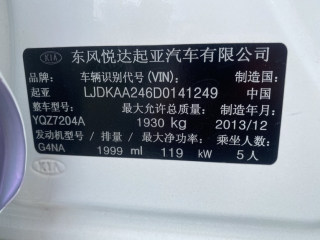 KIA 东风悦达起亚汽车有限公司
品牌: 车辆识别代号(VIN): 制造国:
起亚 LJDKAA246D0141249 中国
整车型号: 最大允许总质量: 制造年月:
YQZ7204A 1930 kg 2013/12
发动机型号 / 排量 / 最大净功率: 乘坐人数:
G4NA 1999 ml 119 kW 5人